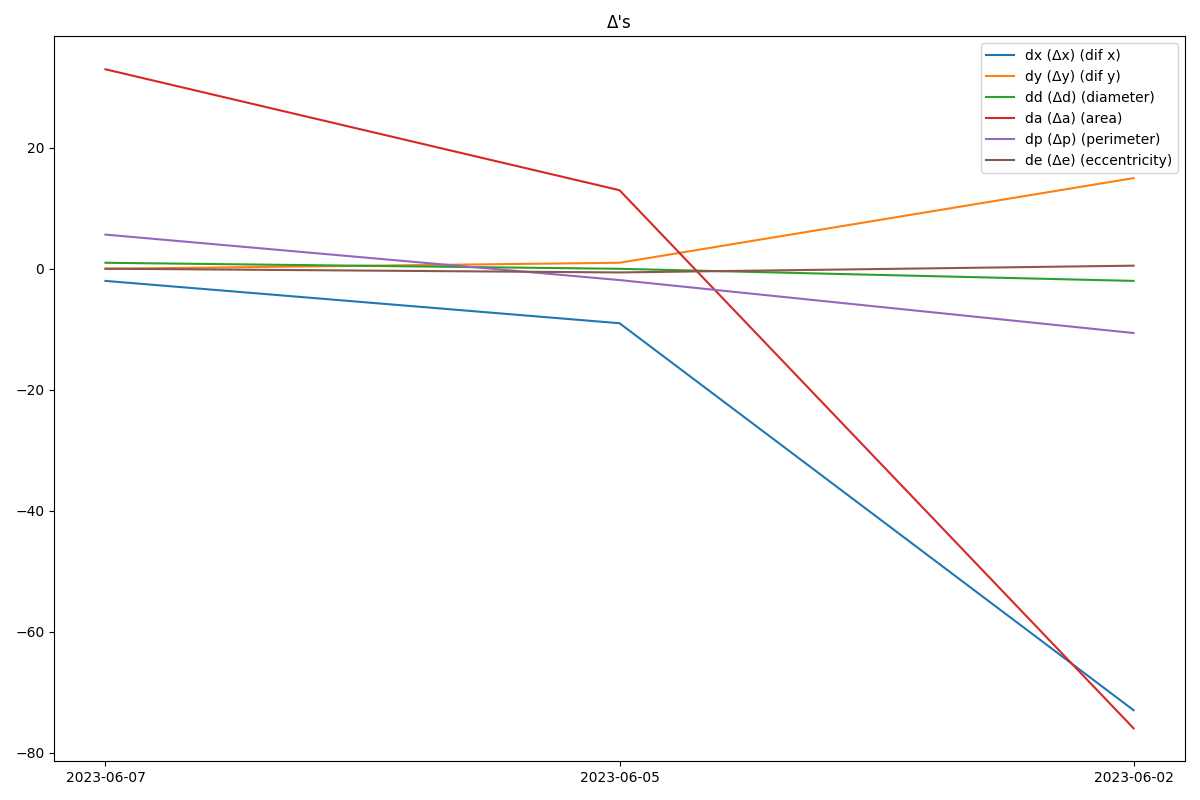 Δ's
dx (Δx) (dif x)
dy (Δy) (dif y)
dd (Δd) (diameter)
da (Δa) (area)
dp (Δp) (perimeter)
de (Δe) (eccentricity)
20
0
−20
−40
−60
−80
2023-06-07
2023-06-05
2023-06-02